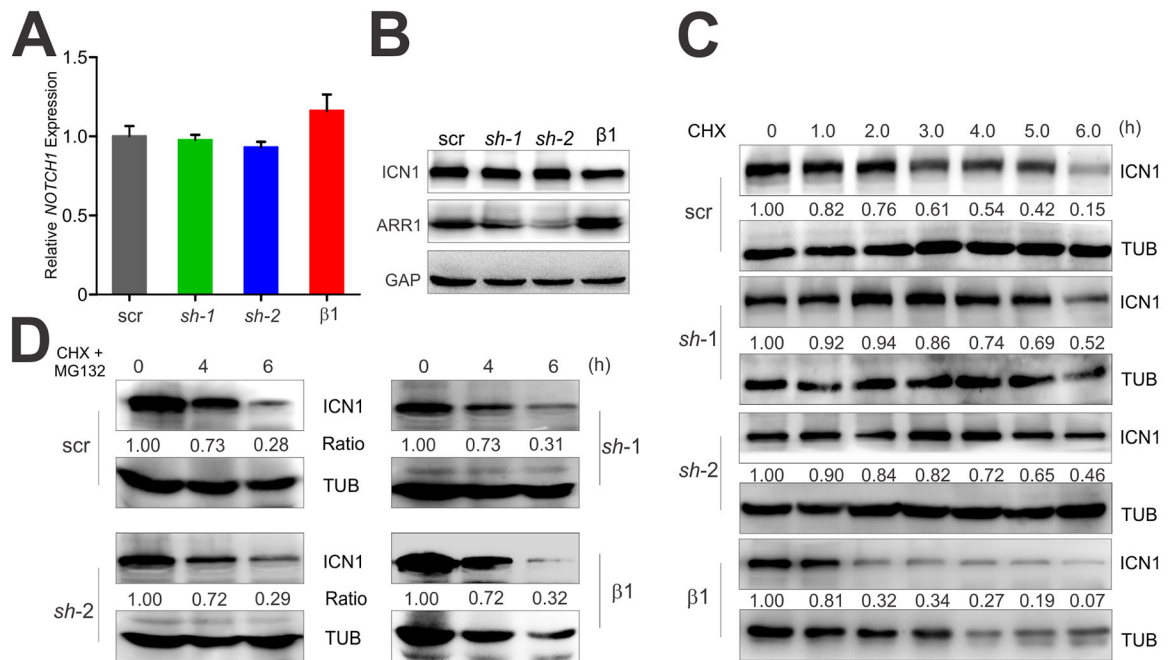 A
Relative NOTCH1 Expression
1.5
1.0
0.5
0
scr sh-1 sh-2 β1
B
scr sh-1 sh-2 β1
ICN1
ARR1
GAP
C
CHX 0 1.0 2.0 3.0 4.0 5.0 6.0 (h)
ICN1
scr
1.00 0.82 0.76 0.61 0.54 0.42 0.15
TUB
ICN1
sh-1
1.00 0.92 0.94 0.86 0.74 0.69 0.52
TUB
ICN1
sh-2
1.00 0.90 0.84 0.82 0.72 0.65 0.46
TUB
ICN1
β1
1.00 0.81 0.32 0.34 0.27 0.19 0.07
TUB
D
CHX +
MG132
0 4 6 0 4 6 (h)
ICN1
scr 1.00 0.73 0.28 Ratio 1.00 0.73 0.31 sh-1
TUB
ICN1
sh-2 1.00 0.72 0.29 Ratio 1.00 0.72 0.32 β1
TUB